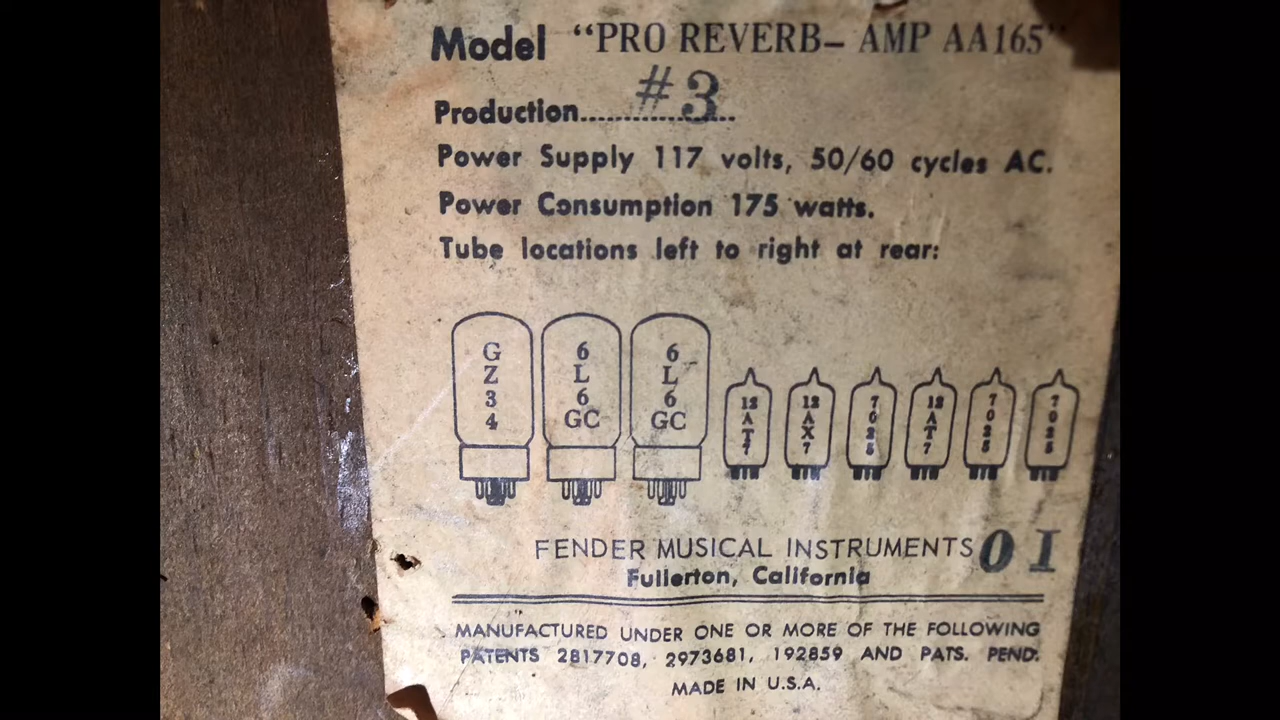 Model "PRO REVERB- AMP AA165"
Production.................. #3
Power Supply 117 volts, 50/60 cycles AC.
Power Consumption 175 watts.
Tube locations left to right at rear:
GZ34 6L6GC 6L6GC 12AT7 12AX7 7025 12AT7 7025 7025
FENDER MUSICAL INSTRUMENTS 01
Fullerton, California
MANUFACTURED UNDER ONE OR MORE OF THE FOLLOWING
PATENTS 2817708, 2973681, 192859 AND PATS. PEND.
MADE IN U.S.A.